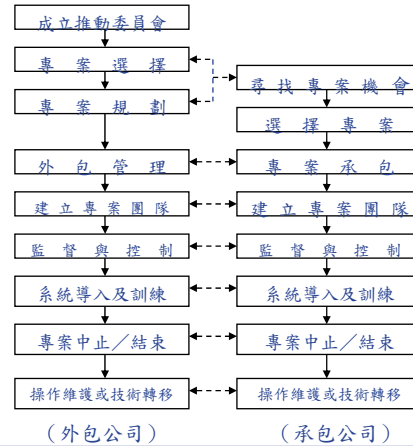 成立推動委員會
專案選擇
專案規劃
外包管理
建立專案團隊
監督與控制
系統導入及訓練
專案中止／結束
操作維護或技術轉移
（外包公司）
尋找專案機會
選擇專案
專案承包
建立專案團隊
監督與控制
系統導入及訓練
專案中止／結束
操作維護或技術轉移
（承包公司）